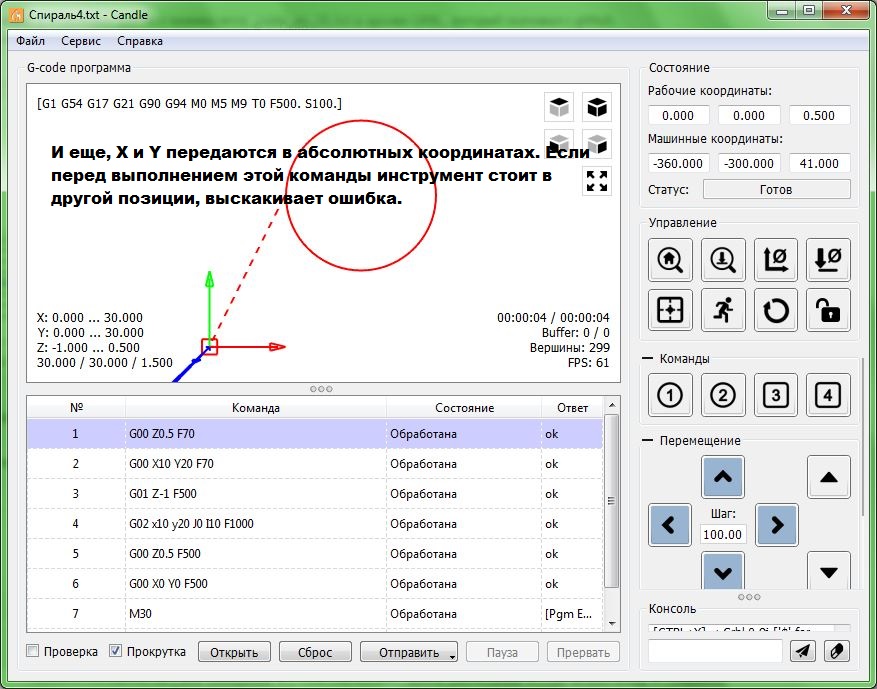 Спираль4.txt - Candle
Файл Сервис Справка
G-code программа
[G1 G54 G17 G21 G90 G94 M0 M5 M9 T0 F500. S100.]
И еще, X и Y передаются в абсолютных координатах. Если
перед выполнением этой команды инструмент стоит в
другой позиции, выскакивает ошибка.
X: 0.000 ... 30.000
Y: 0.000 ... 30.000
Z: -1.000 ... 0.500
30.000 / 30.000 / 1.500
00:00:04 / 00:00:04
Buffer: 0 / 0
Вершины: 299
FPS: 61
№ Команда Состояние Ответ
1 G00 Z0.5 F70 Обработана ok
2 G00 X10 Y20 F70 Обработана ok
3 G01 Z-1 F500 Обработана ok
4 G02 x10 y20 J0 I10 F1000 Обработана ok
5 G00 Z0.5 F500 Обработана ok
6 G00 X0 Y0 F500 Обработана ok
7 M30 Обработана [Pgm E...
Проверка Прокрутка Открыть Сброс Отправить Пауза Прервать
Состояние
Рабочие координаты:
0.000 0.000 0.500
Машинные координаты:
-360.000 -300.000 41.000
Статус: Готов
Управление
Команды
1 2 3 4
Перемещение
Шаг:
100.00
Консоль